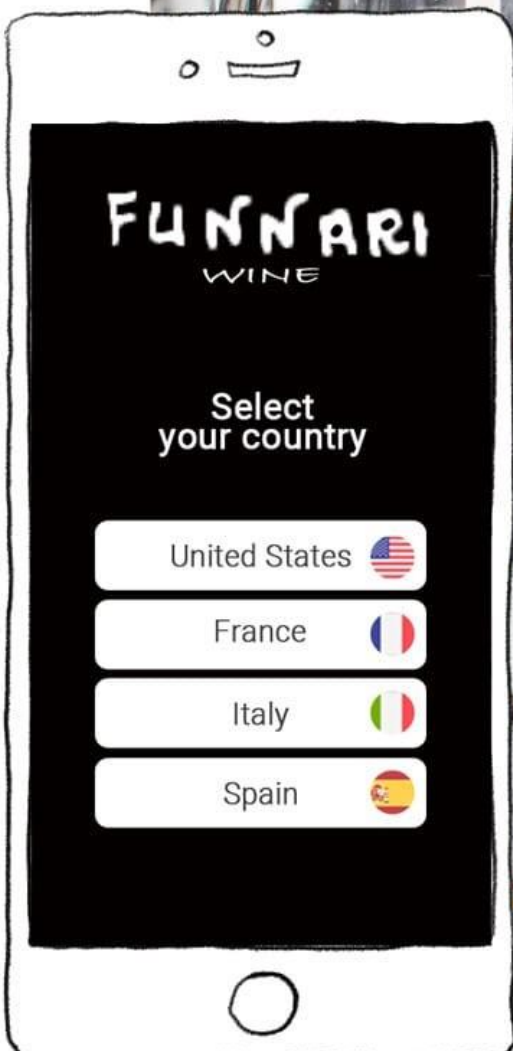 FUNNARI
WINE
Select
your country
United States
France
Italy
Spain